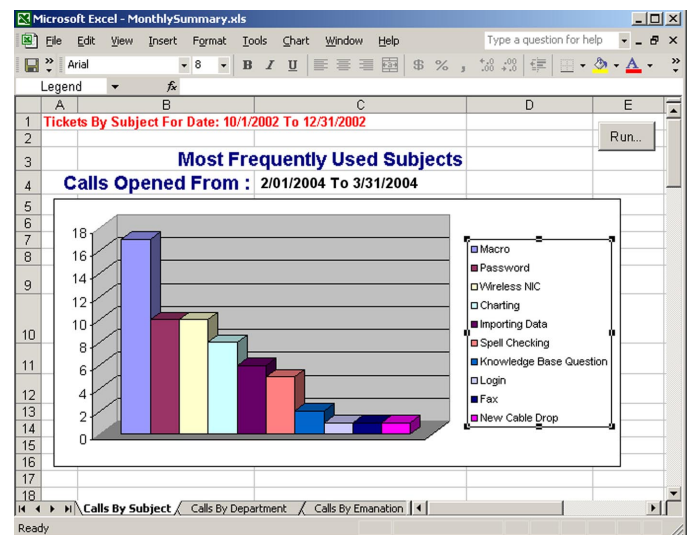 Microsoft Excel - MonthlySummary.xls
File Edit View Insert Format Tools Chart Window Help Type a question for help
Arial 8 B I U $ % ,
Legend fx
A B C D E
1 Tickets By Subject For Date: 10/1/2002 To 12/31/2002
Run...
2
3 Most Frequently Used Subjects
4 Calls Opened From : 2/01/2004 To 3/31/2004
5
6
7
8
9
10
11
12
13
14
15
16
17
18
18
16
14
12
10
8
6
4
2
0
Macro
Password
Wireless NIC
Charting
Importing Data
Spell Checking
Knowledge Base Question
Login
Fax
New Cable Drop
Calls By Subject Calls By Department Calls By Emanation
Ready